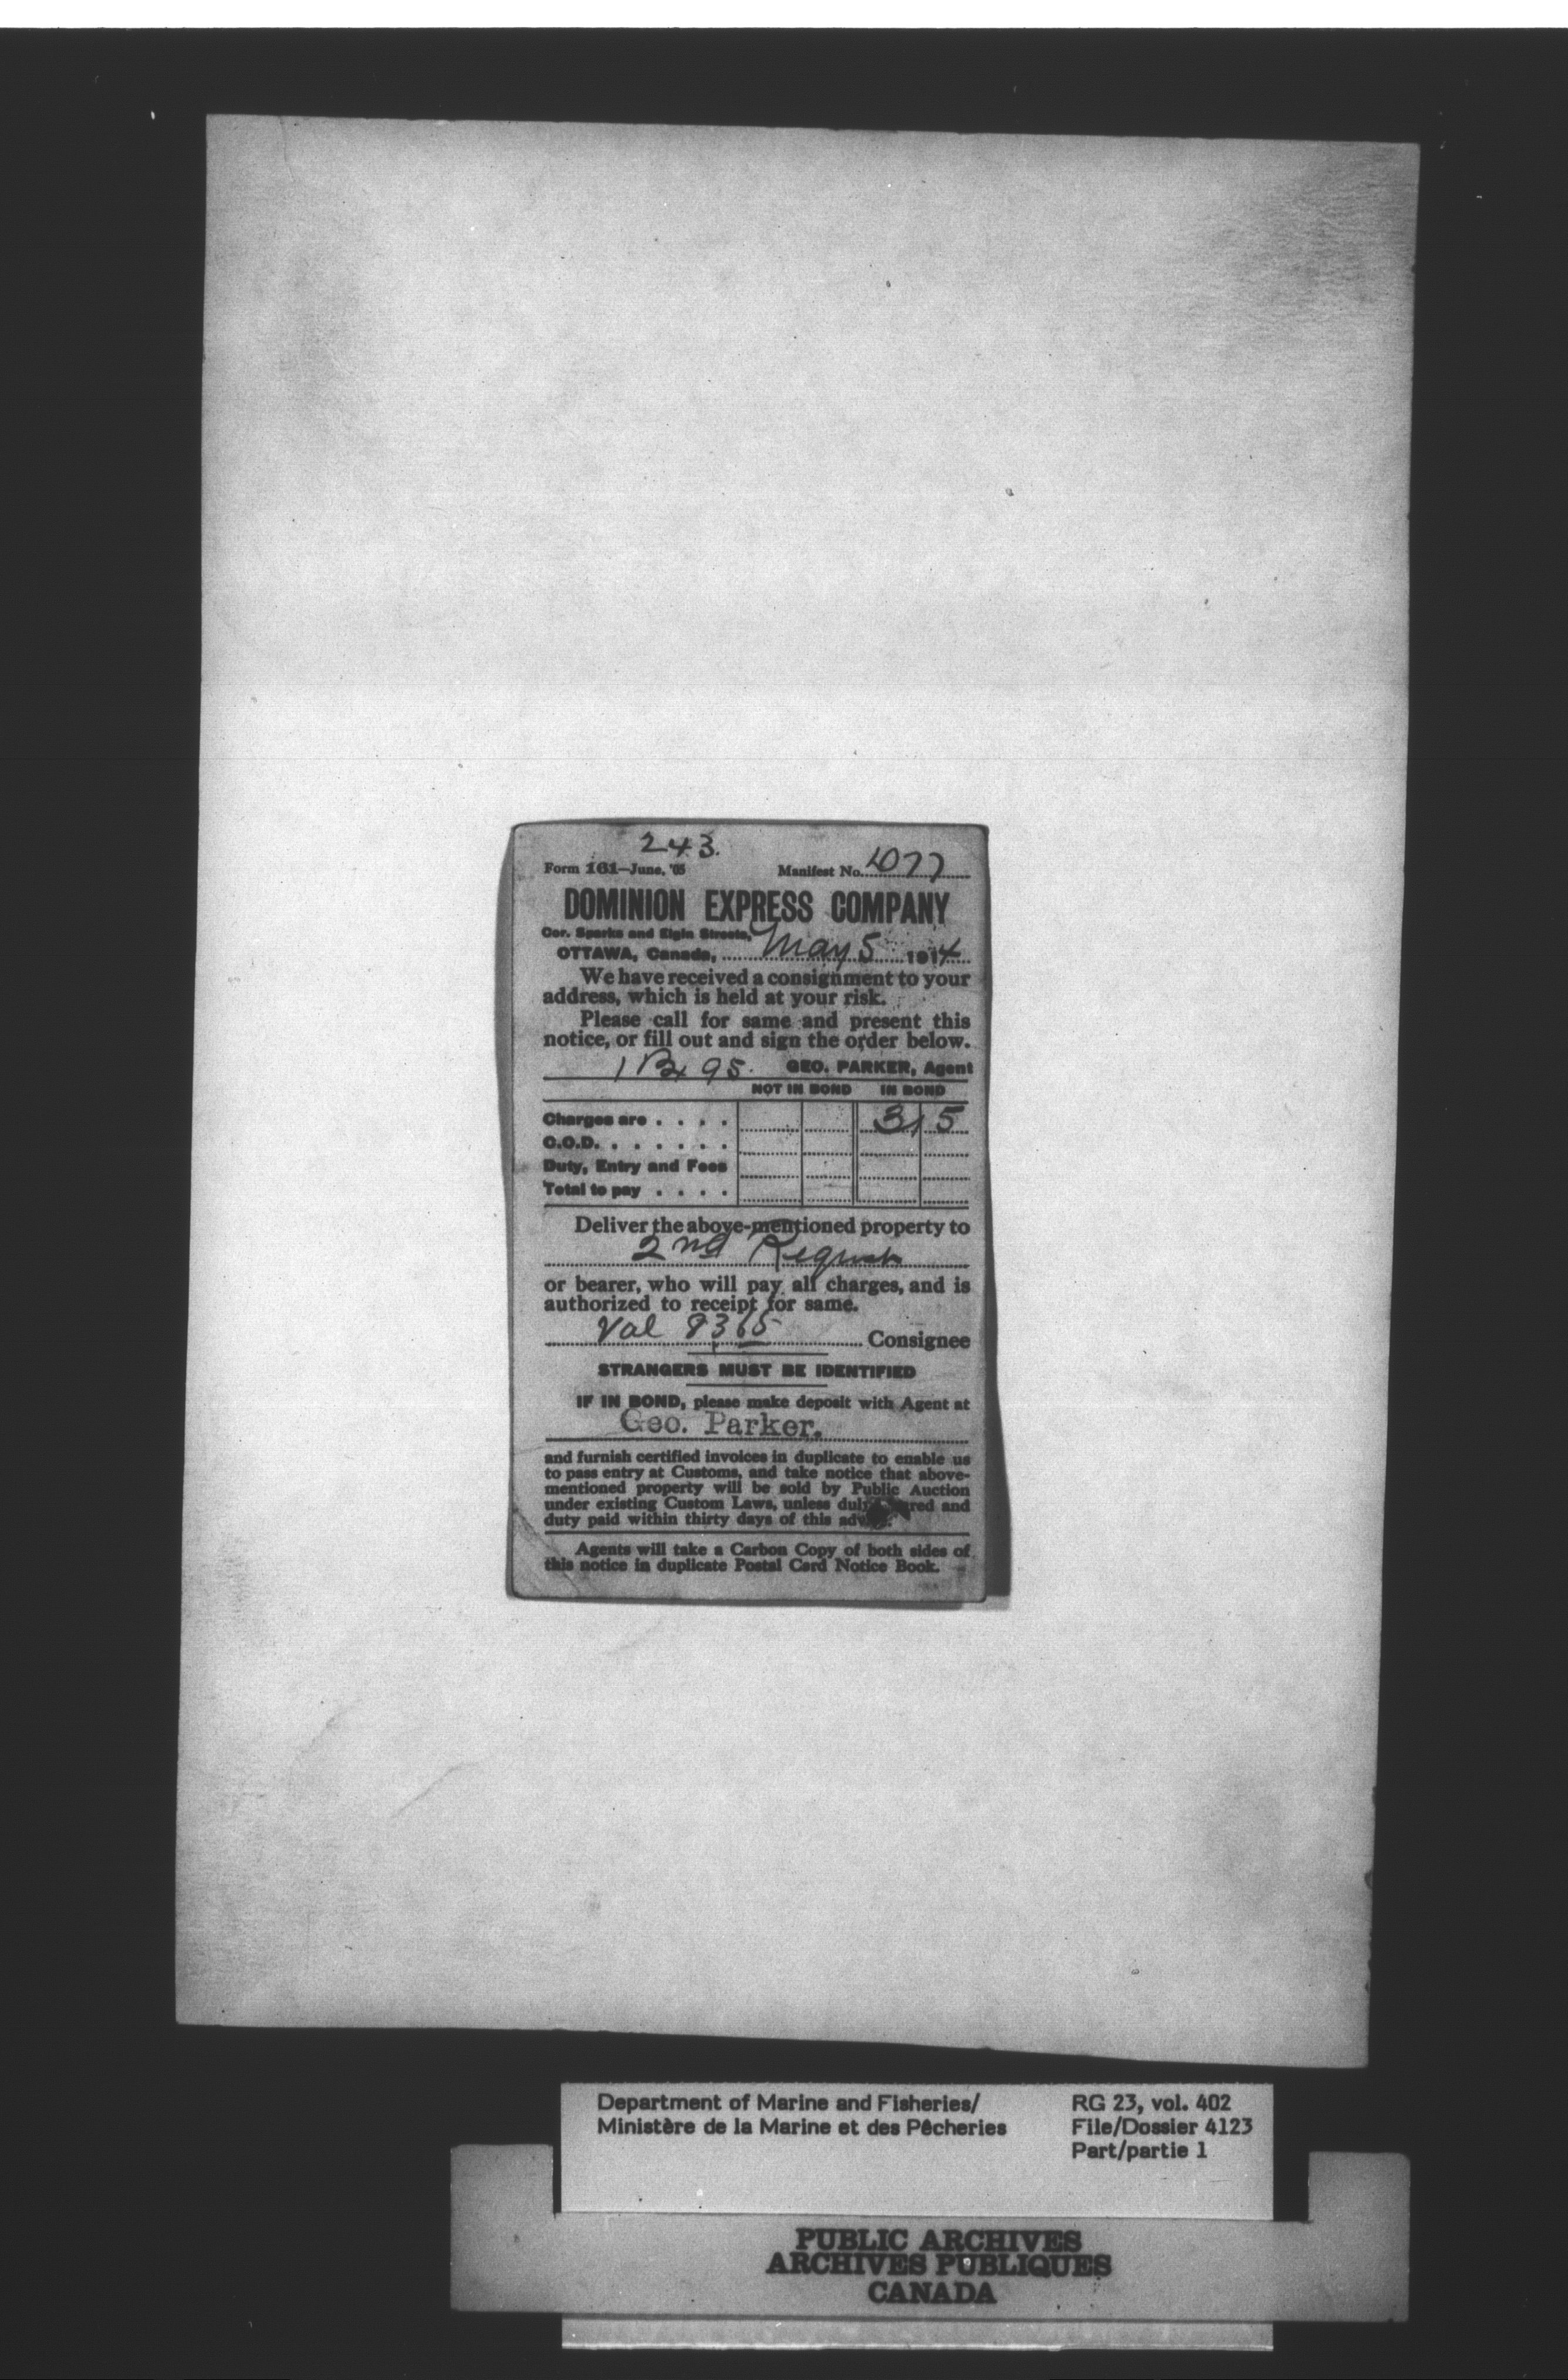 243.
Form 161—June, '05 Manifest No. 1077
DOMINION EXPRESS COMPANY
Cor. Sparks and Elgin Streets,
OTTAWA, Canada, May 5 1914
We have received a consignment to your
address, which is held at your risk.
Please call for same and present this
notice, or fill out and sign the order below.
1 Bx 95. GEO. PARKER, Agent
NOT IN BOND IN BOND
Charges are . . . . 3 15
C.O.D. . . . . . .
Duty, Entry and Fees
Total to pay . . . .
Deliver the above-mentioned property to
2nd Request
or bearer, who will pay all charges, and is
authorized to receipt for same.
Val 8365 Consignee
STRANGERS MUST BE IDENTIFIED
IF IN BOND, please make deposit with Agent at
Geo. Parker.
and furnish certified invoices in duplicate to enable us
to pass entry at Customs, and take notice that above-
mentioned property will be sold by Public Auction
under existing Custom Laws, unless duly and
duty paid within thirty days of this
Agents will take a Carbon Copy of both sides of
this notice in duplicate Postal Card Notice Book.
Department of Marine and Fisheries/ RG 23, vol. 402
Ministère de la Marine et des Pêcheries File/Dossier 4123
Part/partie 1
PUBLIC ARCHIVES
ARCHIVES PUBLIQUES
CANADA